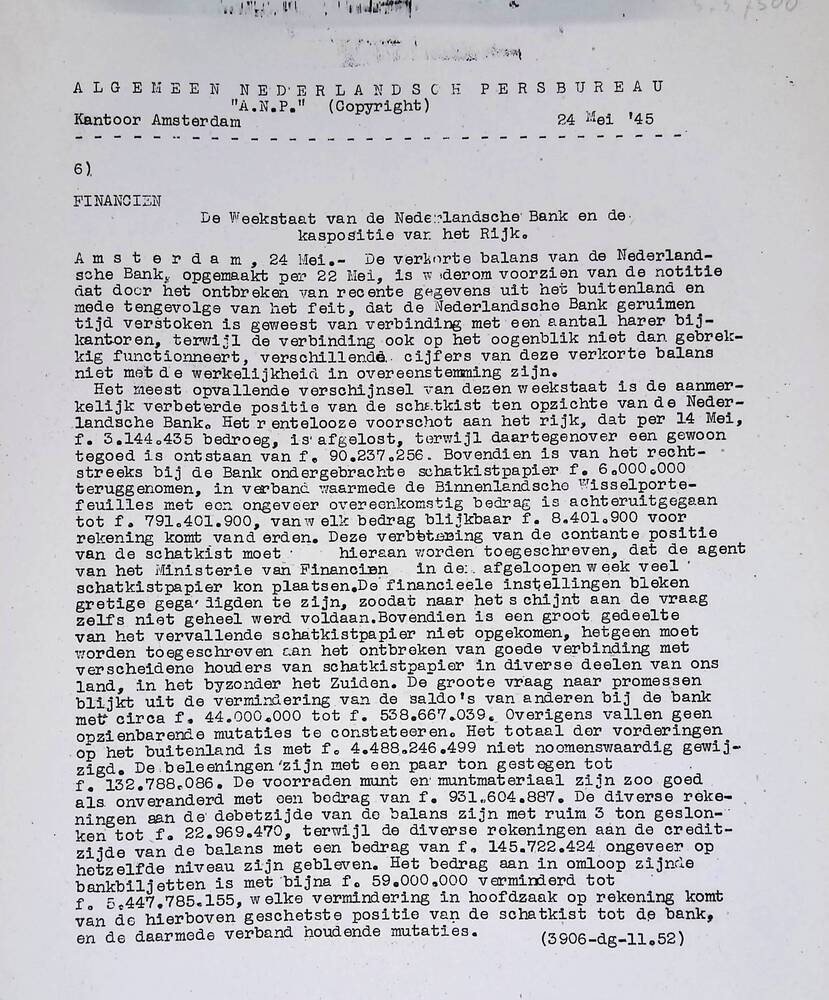 A L G E M E E N  N E D E R L A N D S C H  P E R S B U R E A U
"A.N.P." (Copyright)
Kantoor Amsterdam 24 Mei '45
6)
FINANCIEN
De Weekstaat van de Nederlandsche Bank en de
kaspositie van het Rijk.
A m s t e r d a m, 24 Mei.- De verkorte balans van de Nederland-
sche Bank, opgemaakt per 22 Mei, is w derom voorzien van de notitie
dat door het ontbreken van recente gegevens uit het buitenland en
mede tengevolge van het feit, dat de Nederlandsche Bank geruimen
tijd verstoken is geweest van verbinding met een aantal harer bij-
kantoren, terwijl de verbinding ook op het oogenblik niet dan gebrek-
kig functionneert, verschillende cijfers van deze verkorte balans
niet met de werkelijkheid in overeenstemming zijn.
Het meest opvallende verschijnsel van dezen weekstaat is de aanmer-
kelijk verbeterde positie van de schatkist ten opzichte van de Neder-
landsche Bank. Het rentelooze voorschot aan het rijk, dat per 14 Mei,
f. 3.144.435 bedroeg, is afgelost, terwijl daartegenover een gewoon
tegoed is ontstaan van f. 90.237.256. Bovendien is van het recht-
streeks bij de Bank ondergebrachte schatkistpapier f. 6.000.000
teruggenomen, in verband waarmede de Binnenlandsche Wisselporte-
feuilles met een ongeveer overeenkomstig bedrag is achteruitgegaan
tot f. 791.401.900, van welk bedrag blijkbaar f. 8.401.900 voor
rekening komt vand erden. Deze verbetering van de contante positie
van de schatkist moet hieraan worden toegeschreven, dat de agent
van het Ministerie van Financien in de afgeloopen week veel
schatkistpapier kon plaatsen.De financieele instellingen bleken
gretige gega digden te zijn, zoodat naar het schijnt aan de vraag
zelfs niet geheel werd voldaan.Bovendien is een groot gedeelte
van het vervallende schatkistpapier niet opgekomen, hetgeen moet
worden toegeschreven aan het ontbreken van goede verbinding met
verscheidene houders van schatkistpapier in diverse deelen van ons
land, in het byzonder het Zuiden. De groote vraag naar promessen
blijkt uit de vermindering van de saldo's van anderen bij de bank
met circa f. 44.000.000 tot f. 538.667.039. Overigens vallen geen
opzienbarende mutaties te constateeren. Het totaal der vorderingen
op het buitenland is met f. 4.488.246.499 niet noemenswaardig gewij-
zigd. De beleeningen zijn met een paar ton gestegen tot
f. 132.788.086. De voorraden munt en muntmateriaal zijn zoo goed
als onveranderd met een bedrag van f. 931.604.887. De diverse reke-
ningen aan de debetzijde van de balans zijn met ruim 3 ton geslon-
ken tot f. 22.969.470, terwijl de diverse rekeningen aan de credit-
zijde van de balans met een bedrag van f. 145.722.424 ongeveer op
hetzelfde niveau zijn gebleven. Het bedrag aan in omloop zijnde
bankbiljetten is met bijna f. 59.000.000 verminderd tot
f. 5.447.785.155, welke vermindering in hoofdzaak op rekening komt
van de hierboven geschetste positie van de schatkist tot de bank,
en de daarmede verband houdende mutaties. (3906-dg-11.52)